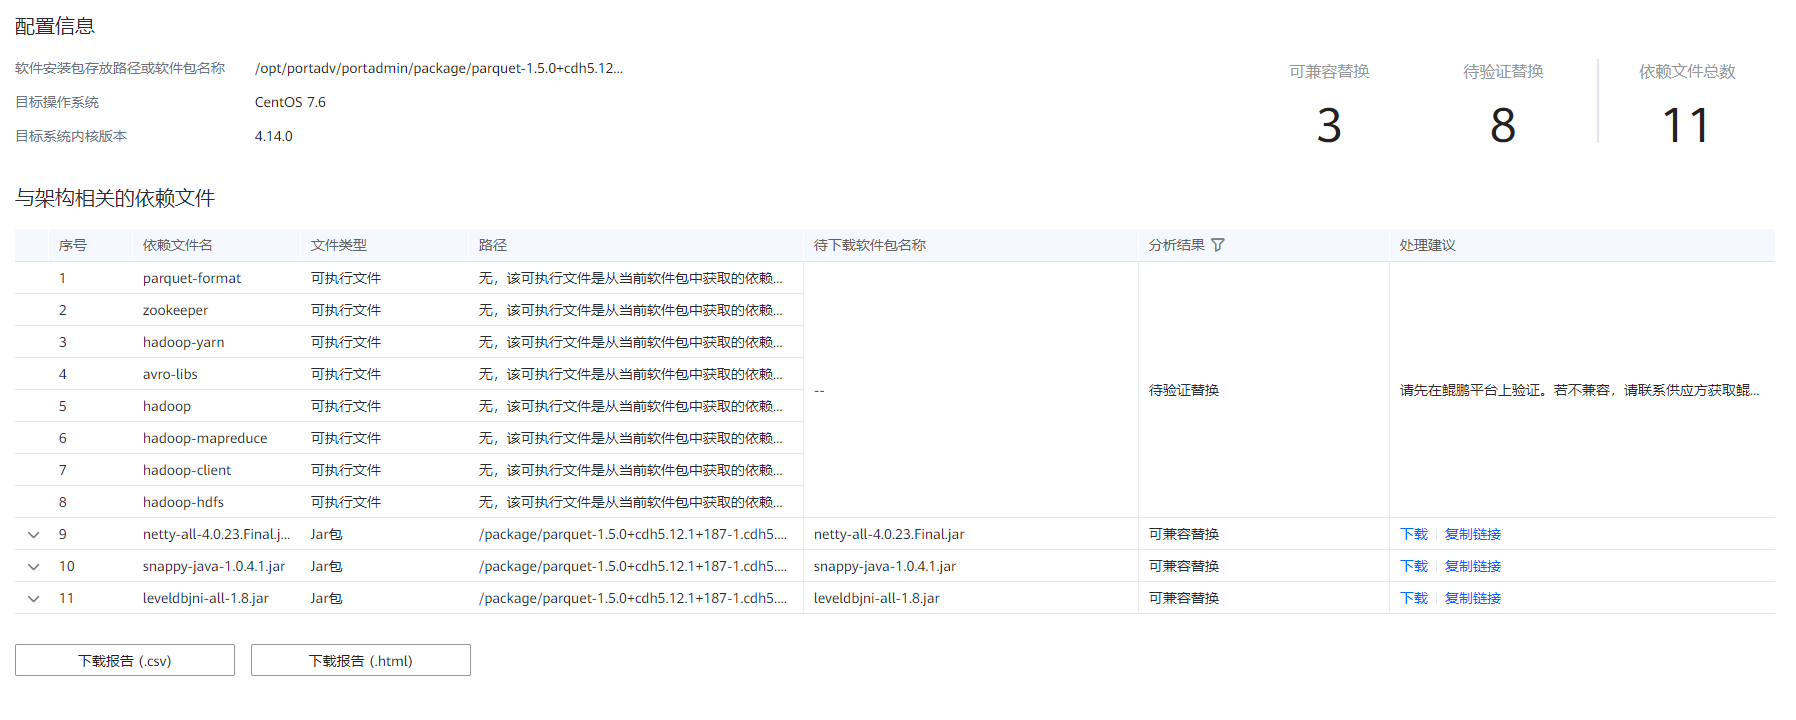 配置信息
软件安装包存放路径或软件包名称 /opt/portadv/portadmin/package/parquet-1.5.0+cdh5.12...
目标操作系统 CentOS 7.6
目标系统内核版本 4.14.0
可兼容替换 待验证替换 依赖文件总数
3 8 11
与架构相关的依赖文件
序号 依赖文件名 文件类型 路径 待下载软件包名称 分析结果 处理建议
1 parquet-format 可执行文件 无，该可执行文件是从当前软件包中获取的依赖...
2 zookeeper 可执行文件 无，该可执行文件是从当前软件包中获取的依赖...
3 hadoop-yarn 可执行文件 无，该可执行文件是从当前软件包中获取的依赖...
4 avro-libs 可执行文件 无，该可执行文件是从当前软件包中获取的依赖...
-- 待验证替换 请先在鲲鹏平台上验证。若不兼容，请联系供应方获取鲲...
5 hadoop 可执行文件 无，该可执行文件是从当前软件包中获取的依赖...
6 hadoop-mapreduce 可执行文件 无，该可执行文件是从当前软件包中获取的依赖...
7 hadoop-client 可执行文件 无，该可执行文件是从当前软件包中获取的依赖...
8 hadoop-hdfs 可执行文件 无，该可执行文件是从当前软件包中获取的依赖...
9 netty-all-4.0.23.Final.j... Jar包 /package/parquet-1.5.0+cdh5.12.1+187-1.cdh5.... netty-all-4.0.23.Final.jar 可兼容替换 下载 复制链接
10 snappy-java-1.0.4.1.jar Jar包 /package/parquet-1.5.0+cdh5.12.1+187-1.cdh5.... snappy-java-1.0.4.1.jar 可兼容替换 下载 复制链接
11 leveldbjni-all-1.8.jar Jar包 /package/parquet-1.5.0+cdh5.12.1+187-1.cdh5.... leveldbjni-all-1.8.jar 可兼容替换 下载 复制链接
下载报告 (.csv) 下载报告 (.html)